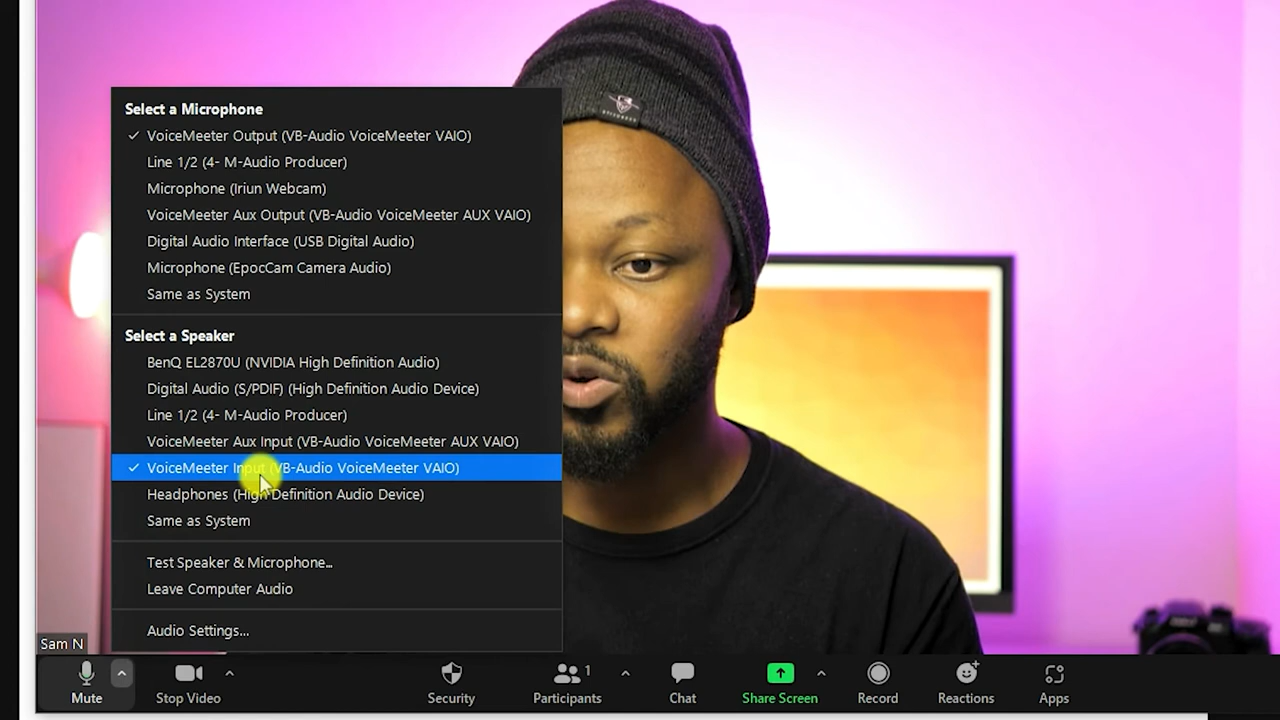 Select a Microphone
VoiceMeeter Output (VB-Audio VoiceMeeter VAIO)
Line 1/2 (4- M-Audio Producer)
Microphone (Iriun Webcam)
VoiceMeeter Aux Output (VB-Audio VoiceMeeter AUX VAIO)
Digital Audio Interface (USB Digital Audio)
Microphone (EpocCam Camera Audio)
Same as System
Select a Speaker
BenQ EL2870U (NVIDIA High Definition Audio)
Digital Audio (S/PDIF) (High Definition Audio Device)
Line 1/2 (4- M-Audio Producer)
VoiceMeeter Aux Input (VB-Audio VoiceMeeter AUX VAIO)
VoiceMeeter Input (VB-Audio VoiceMeeter VAIO)
Headphones (High Definition Audio Device)
Same as System
Test Speaker & Microphone...
Leave Computer Audio
Audio Settings...
Sam N
1
Mute Stop Video Security Participants Chat Share Screen Record Reactions Apps